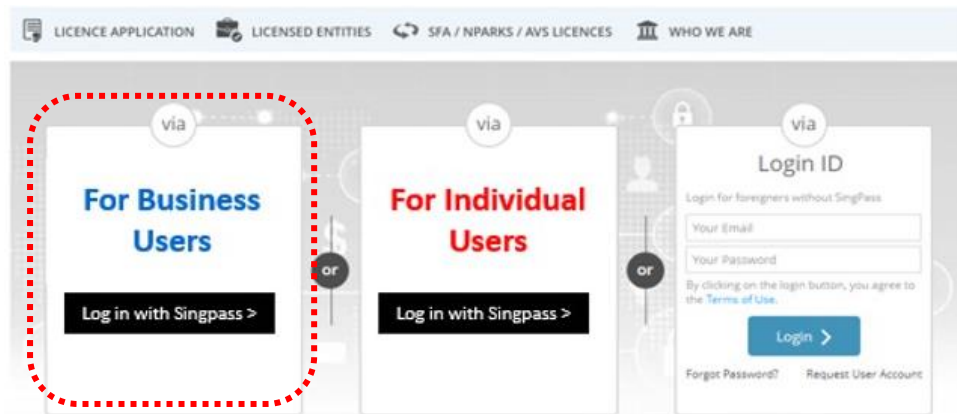 LICENCE APPLICATION LICENSED ENTITIES SFA / NPARKS / AVS LICENCES WHO WE ARE
via
For Business
Users
Log in with Singpass >
or
via
For Individual
Users
Log in with Singpass >
or
via
Login ID
Login for foreigners without SingPass
Your Email
Your Password
By clicking on the login button, you agree to
the Terms of Use.
Login >
Forgot Password? Request User Account